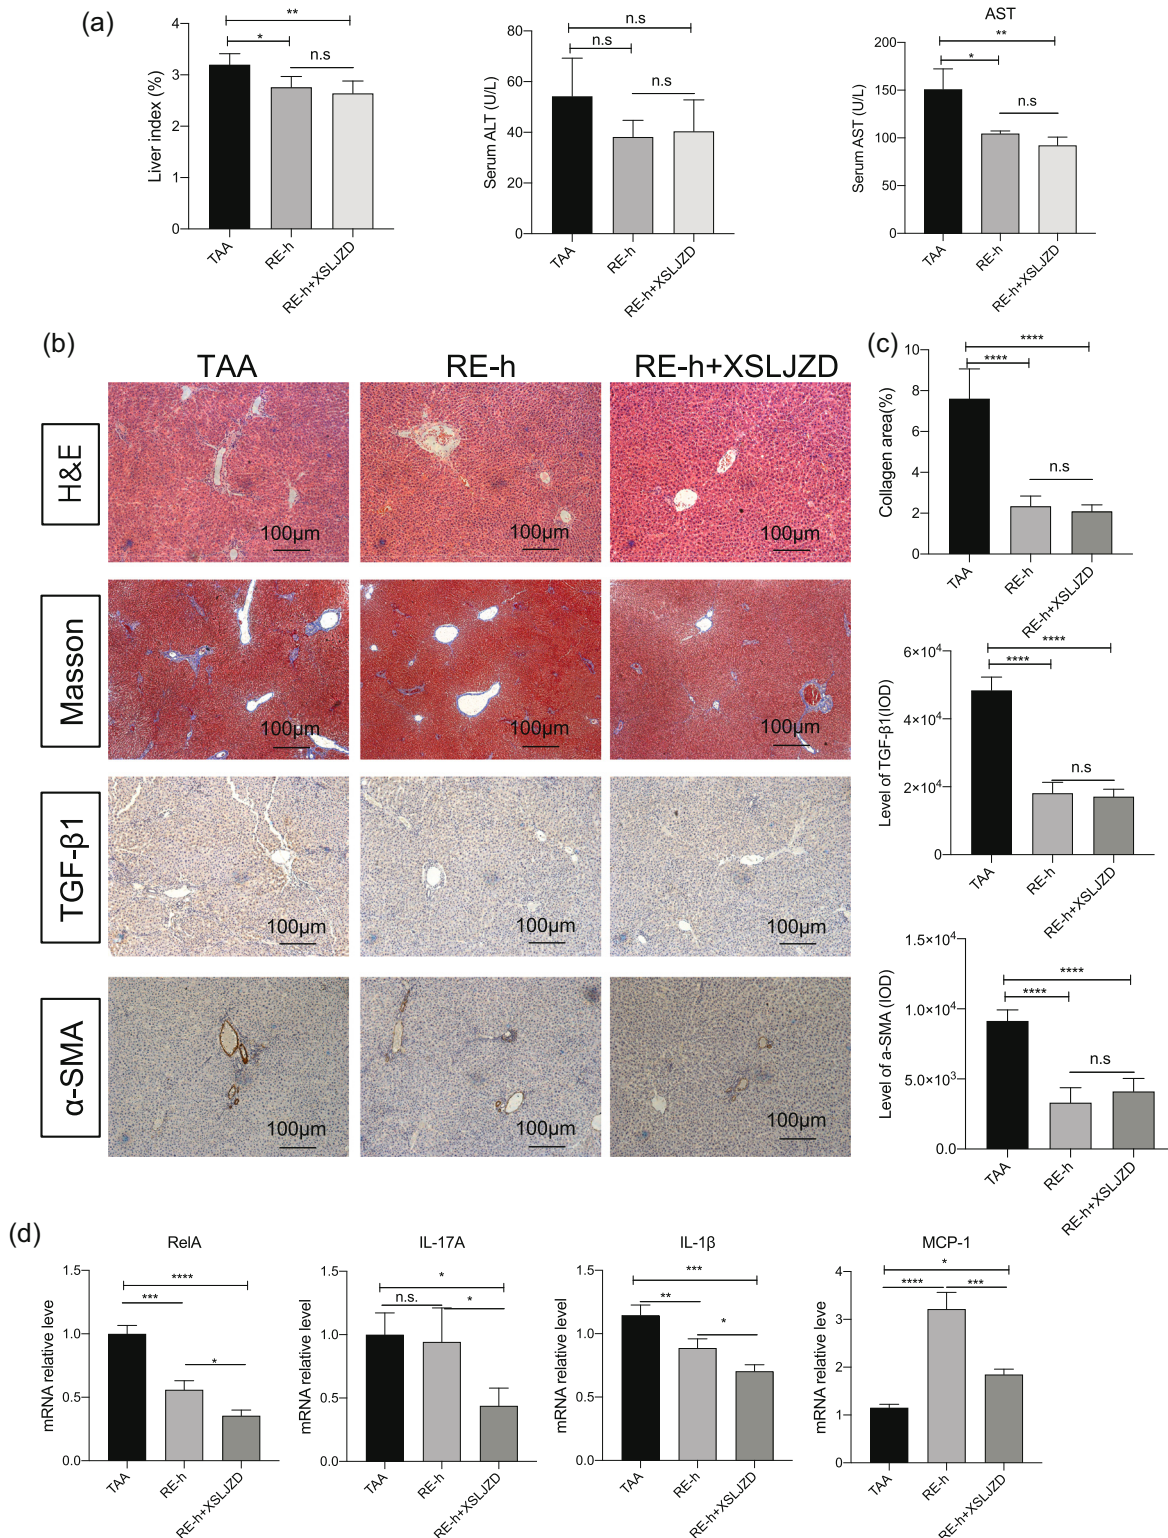 (a)
Liver index (%)
4
3
2
1
0
**
*
n.s
TAA
RE-h
RE-h+XSLJZD
Serum ALT (U/L)
80
60
40
20
0
n.s
n.s
n.s
TAA
RE-h
RE-h+XSLJZD
AST
Serum AST (U/L)
200
150
100
50
0
**
*
n.s
TAA
RE-h
RE-h+XSLJZD
(b)
TAA
RE-h
RE-h+XSLJZD
H&E
100μm
100μm
100μm
Masson
100μm
100μm
100μm
TGF-β1
100μm
100μm
100μm
α-SMA
100μm
100μm
100μm
(c)
Collagen area(%)
10
8
6
4
2
0
****
****
n.s
TAA
RE-h
RE-h+XSLJZD
Level of TGF-β1(IOD)
6×10⁴
4×10⁴
2×10⁴
0
****
****
n.s
TAA
RE-h
RE-h+XSLJZD
Level of a-SMA (IOD)
1.5×10⁴
1.0×10⁴
5.0×10³
0.0
****
****
n.s
TAA
RE-h
RE-h+XSLJZD
(d)
RelA
mRNA relative leve
1.5
1.0
0.5
0.0
****
***
*
TAA
RE-h
RE-h+XSLJZD
IL-17A
mRNA relative level
1.5
1.0
0.5
0.0
*
n.s.
*
TAA
RE-h
RE-h+XSLJZD
IL-1β
mRNA relative level
1.5
1.0
0.5
0.0
***
**
*
TAA
RE-h
RE-h+XSLJZD
MCP-1
mRNA relative level
4
3
2
1
0
*
****
***
TAA
RE-h
RE-h+XSLJZD